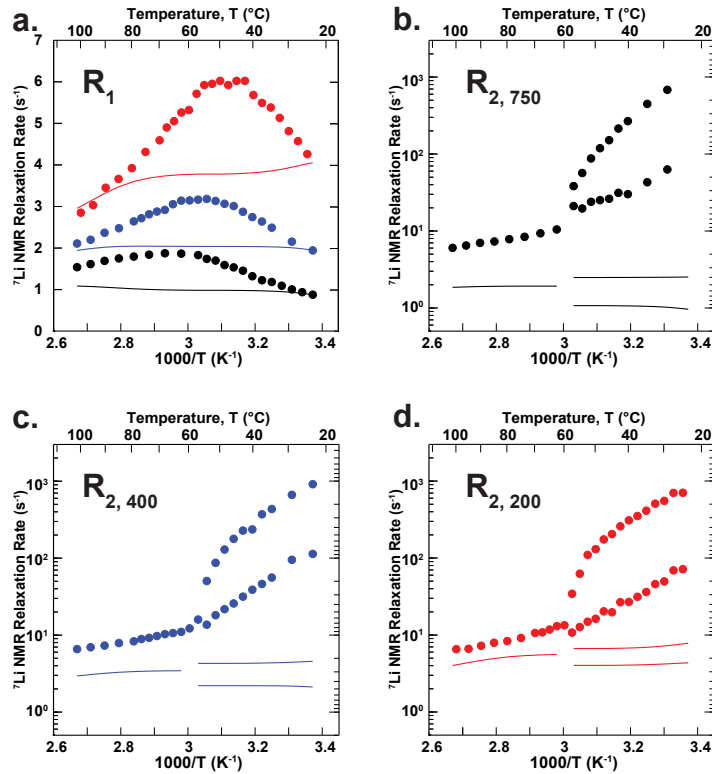 a.
Temperature, T (°C)
100 80 60 40 20
R1
⁷Li NMR Relaxation Rate (s⁻¹)
7
6
5
4
3
2
1
0
2.6 2.8 3 3.2 3.4
1000/T (K⁻¹)
b.
Temperature, T (°C)
100 80 60 40 20
R2, 750
⁷Li NMR Relaxation Rate (s⁻¹)
10³
10²
10¹
10⁰
2.6 2.8 3 3.2 3.4
1000/T (K⁻¹)
c.
Temperature, T (°C)
100 80 60 40 20
R2, 400
⁷Li NMR Relaxation Rate (s⁻¹)
10³
10²
10¹
10⁰
2.6 2.8 3 3.2 3.4
1000/T (K⁻¹)
d.
Temperature, T (°C)
100 80 60 40 20
R2, 200
⁷Li NMR Relaxation Rate (s⁻¹)
10³
10²
10¹
10⁰
2.6 2.8 3 3.2 3.4
1000/T (K⁻¹)